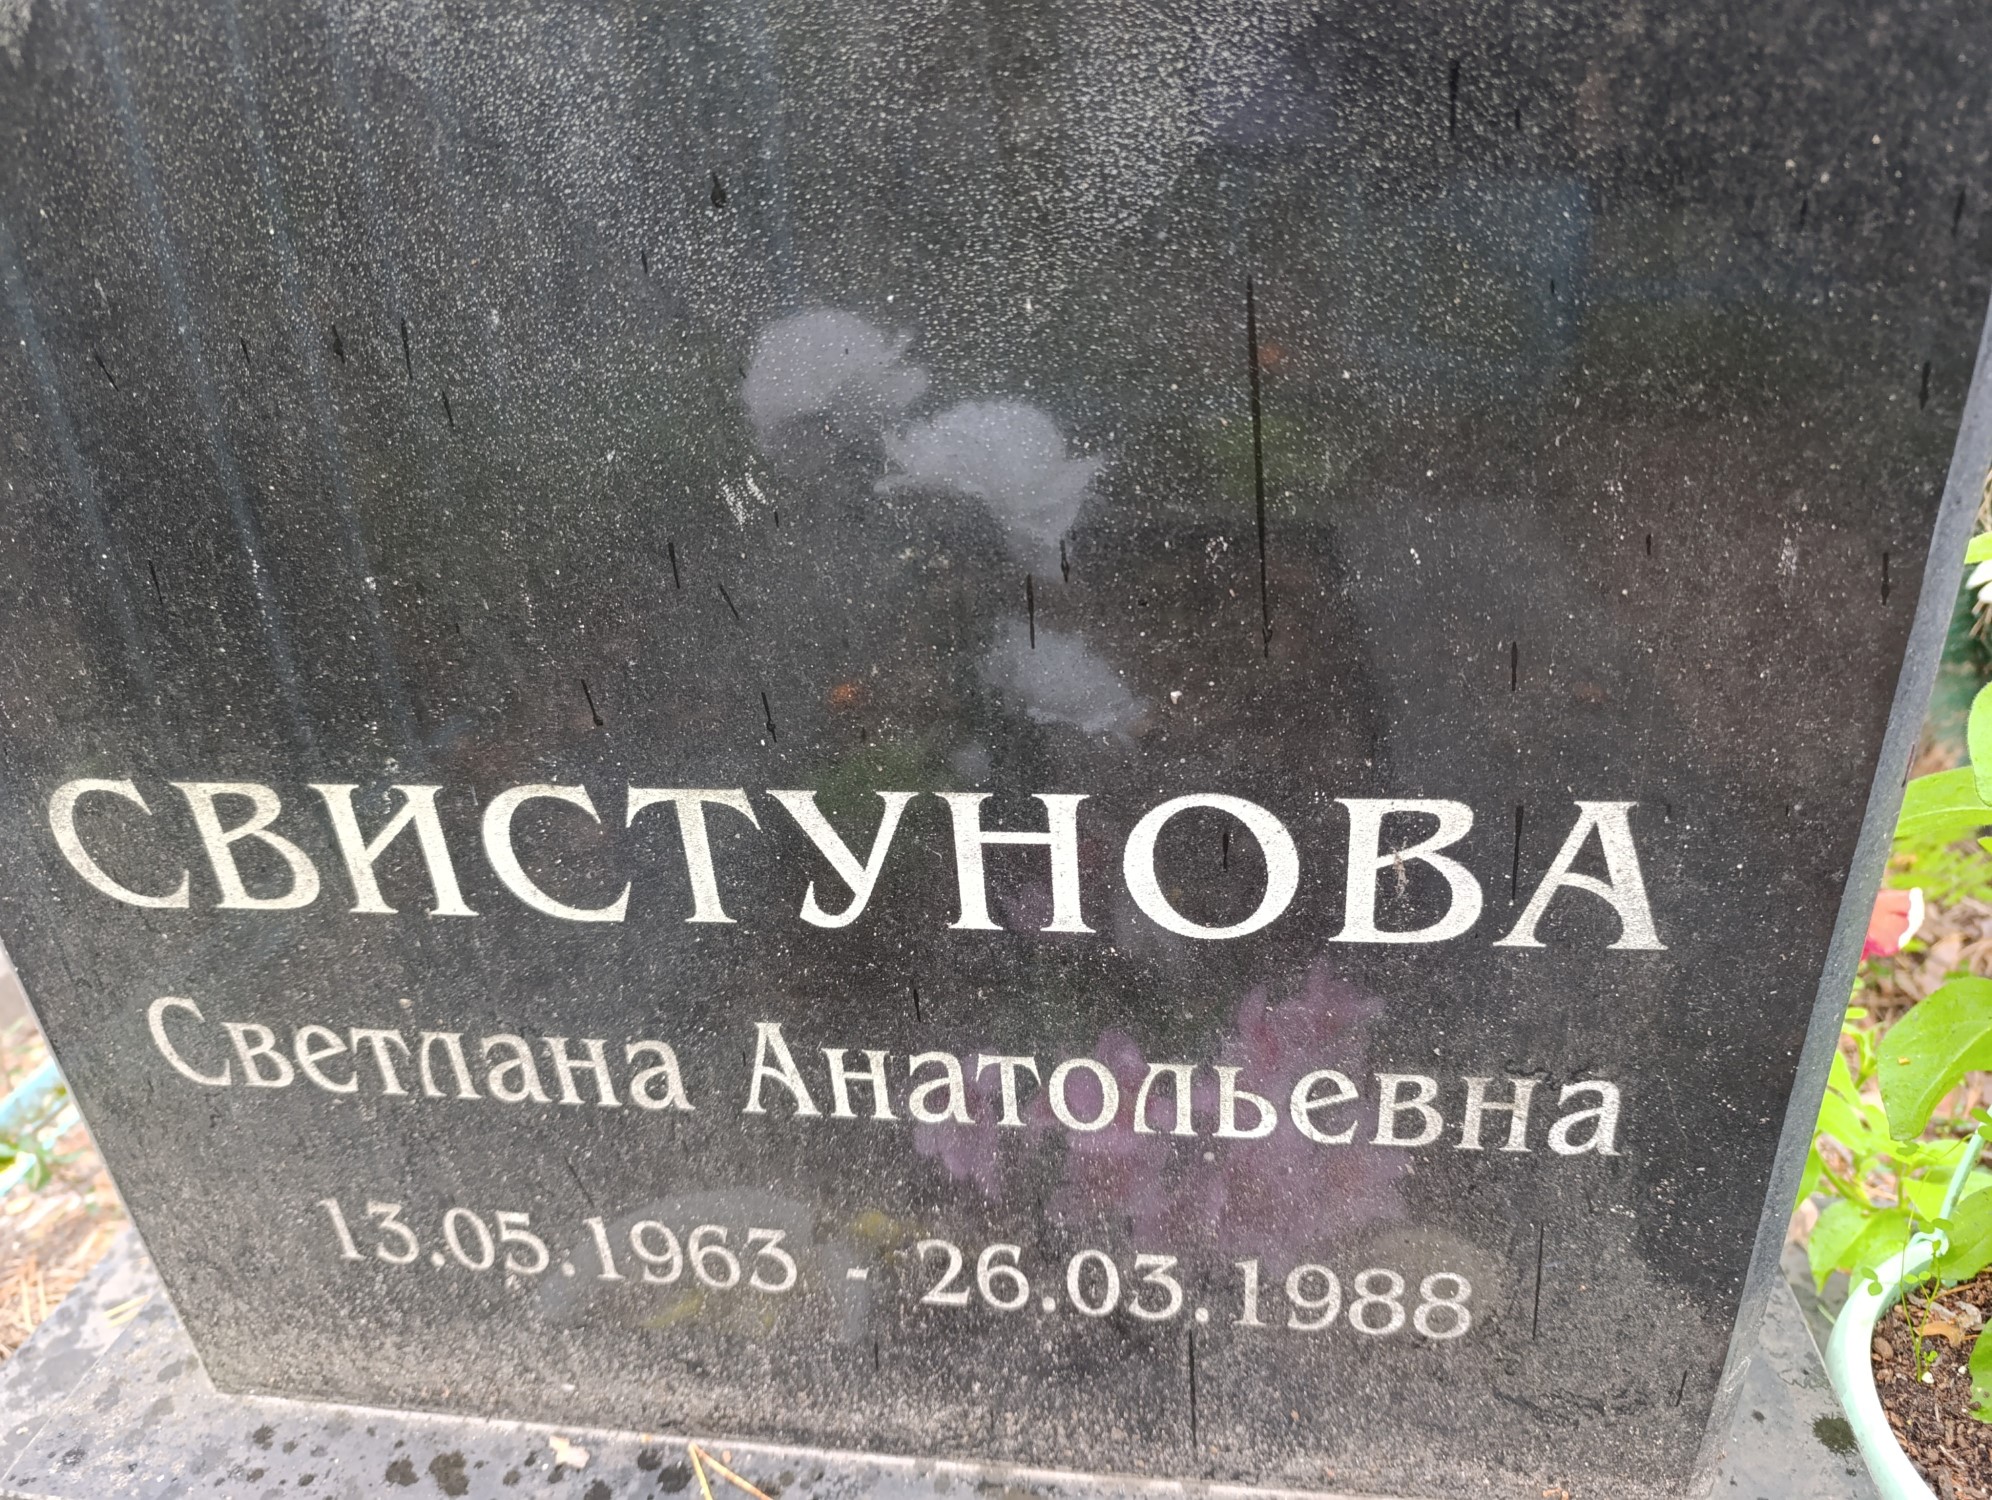 СВИСТУНОВА
Светлана Анатольевна
13.05.1963 - 26.03.1988